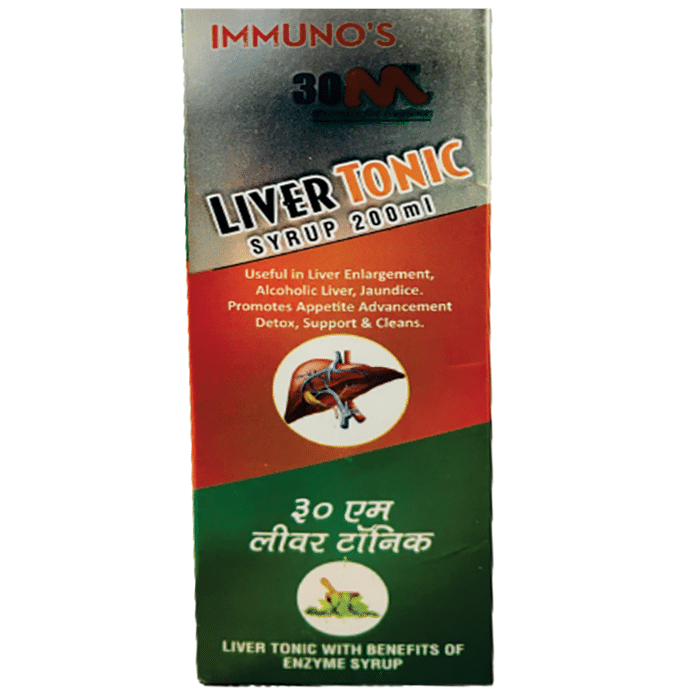 IMMUNO'S
30M
LIVER TONIC
SYRUP 200ml
Useful in Liver Enlargement,
Alcoholic Liver, Jaundice.
Promotes Appetite Advancement
Detox, Support & Cleans.
३० एम
लीवर टॉनिक
LIVER TONIC WITH BENEFITS OF
ENZYME SYRUP